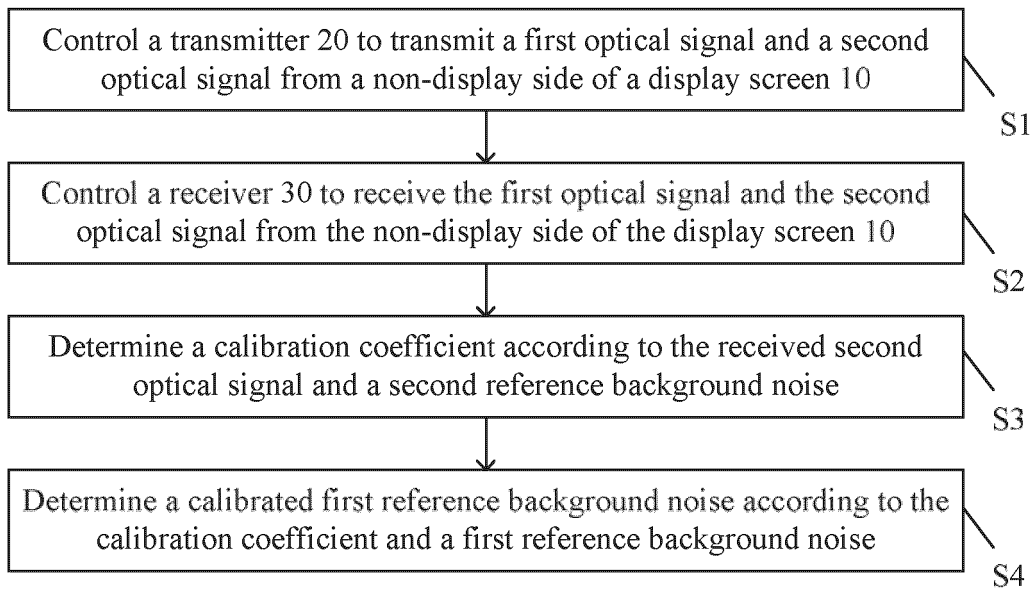 Control a transmitter 20 to transmit a first optical signal and a second
optical signal from a non-display side of a display screen 10
S1
Control a receiver 30 to receive the first optical signal and the second
optical signal from the non-display side of the display screen 10
S2
Determine a calibration coefficient according to the received second
optical signal and a second reference background noise
S3
Determine a calibrated first reference background noise according to the
calibration coefficient and a first reference background noise
S4